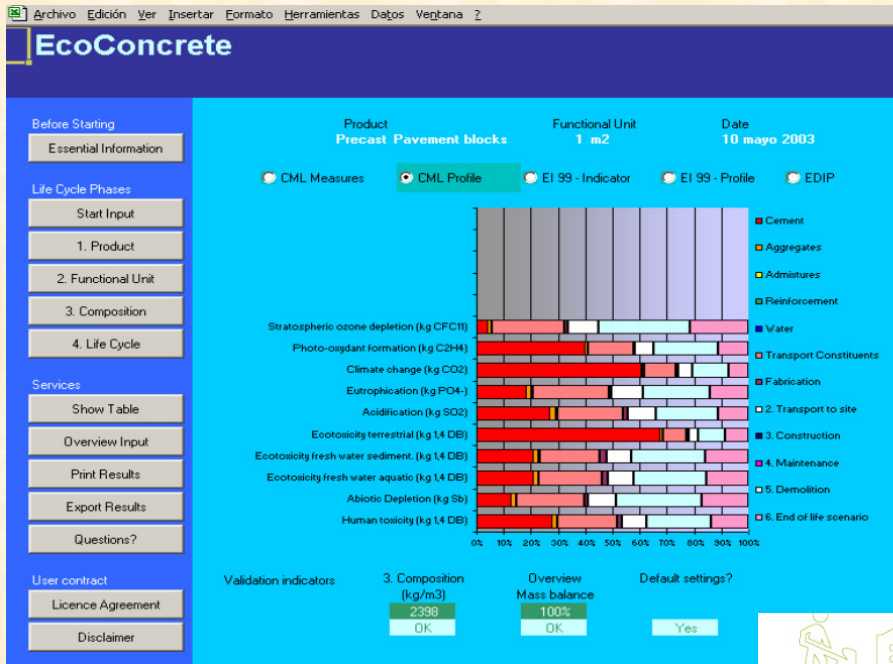 Archivo Edición Ver Insertar Formato Herramientas Datos Ventana ?
EcoConcrete
Before Starting
Essential Information
Life Cycle Phases
Start Input
1. Product
2. Functional Unit
3. Composition
4. Life Cycle
Services
Show Table
Overview Input
Print Results
Export Results
Questions?
User contract
Licence Agreement
Disclaimer
Product Functional Unit Date
Precast Pavement blocks 1 m2 10 mayo 2003
CML Measures CML Profile EI 99 - Indicator EI 99 - Profile EDIP
Stratospheric ozone depletion (kg CFC11)
Photo-oxydant formation (kg C2H4)
Climate change (kg CO2)
Eutrophication (kg PO4-)
Acidification (kg SO2)
Ecotoxicity terrestrial (kg 1,4 DB)
Ecotoxicity fresh water sediment. (kg 1,4 DB)
Ecotoxicity fresh water aquatic (kg 1,4 DB)
Abiotic Depletion (kg Sb)
Human toxicity (kg 1,4 DB)
0% 10% 20% 30% 40% 50% 60% 70% 80% 90% 100%
Cement
Aggregates
Admixtures
Reinforcement
Water
Transport Constituents
Fabrication
2. Transport to site
3. Construction
4. Maintenance
5. Demolition
6. End of life scenario
Validation indicators 3. Composition Overview Default settings?
(kg/m3) Mass balance
2398 100%
OK OK Yes